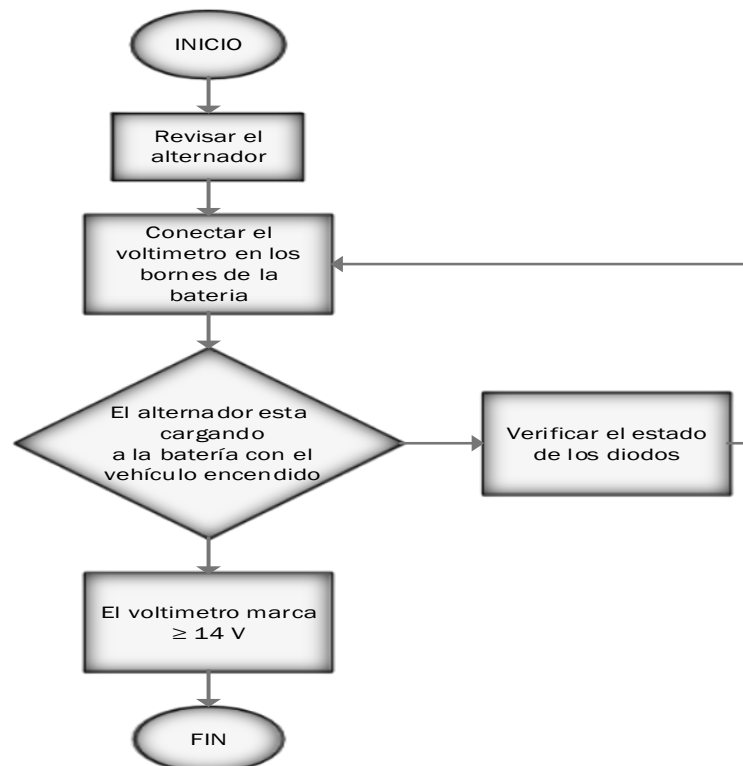 INICIO
Revisar el
alternador
Conectar el
voltimetro en los
bornes de la
bateria
El alternador esta
cargando
a la batería con el
vehículo encendido
Verificar el estado
de los diodos
El voltimetro marca
≥ 14 V
FIN